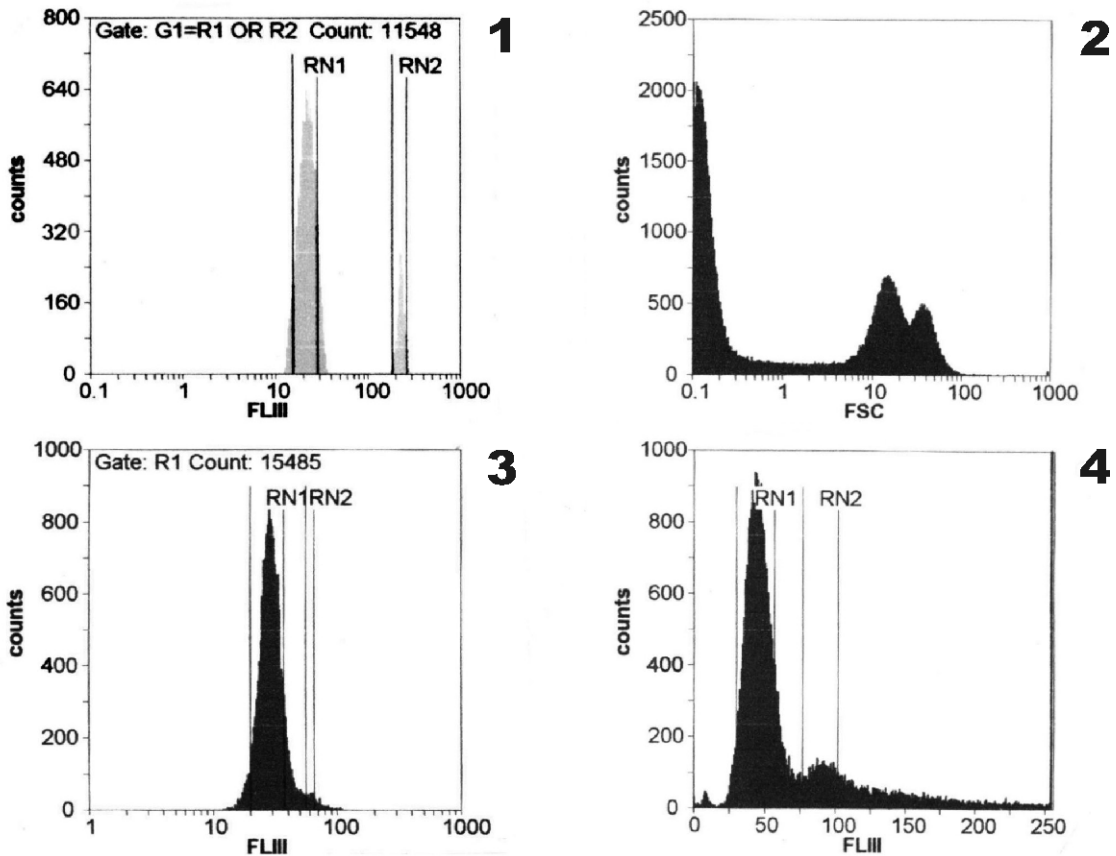 1
Gate: G1=R1 OR R2 Count: 11548
RN1
RN2
800
640
480
320
160
0
counts
0.1 1 10 100 1000
FLIII
2
2500
2000
1500
1000
500
0
counts
0.1 1 10 100 1000
FSC
3
Gate: R1 Count: 15485
RN1RN2
1000
800
600
400
200
0
counts
1 10 100 1000
FLIII
4
RN1
RN2
1000
800
600
400
200
0
counts
0 50 100 150 200 250
FLIII